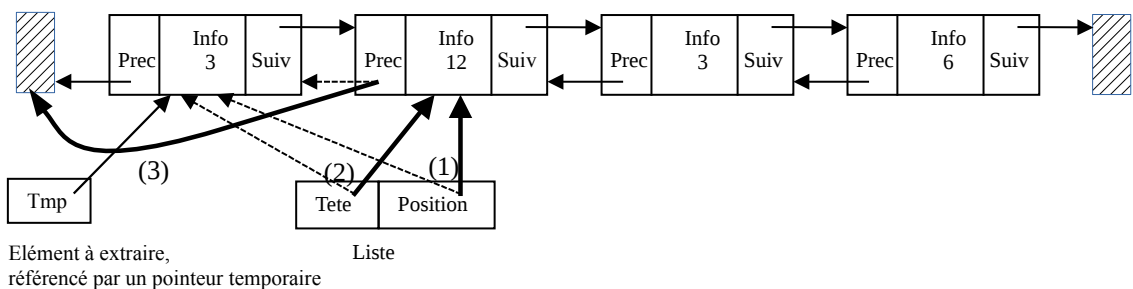 Prec Info 3 Suiv
Prec Info 12 Suiv
Prec Info 3 Suiv
Prec Info 6 Suiv
(3) (2) (1)
Tmp
Tete Position
Elément à extraire,
référencé par un pointeur temporaire
Liste